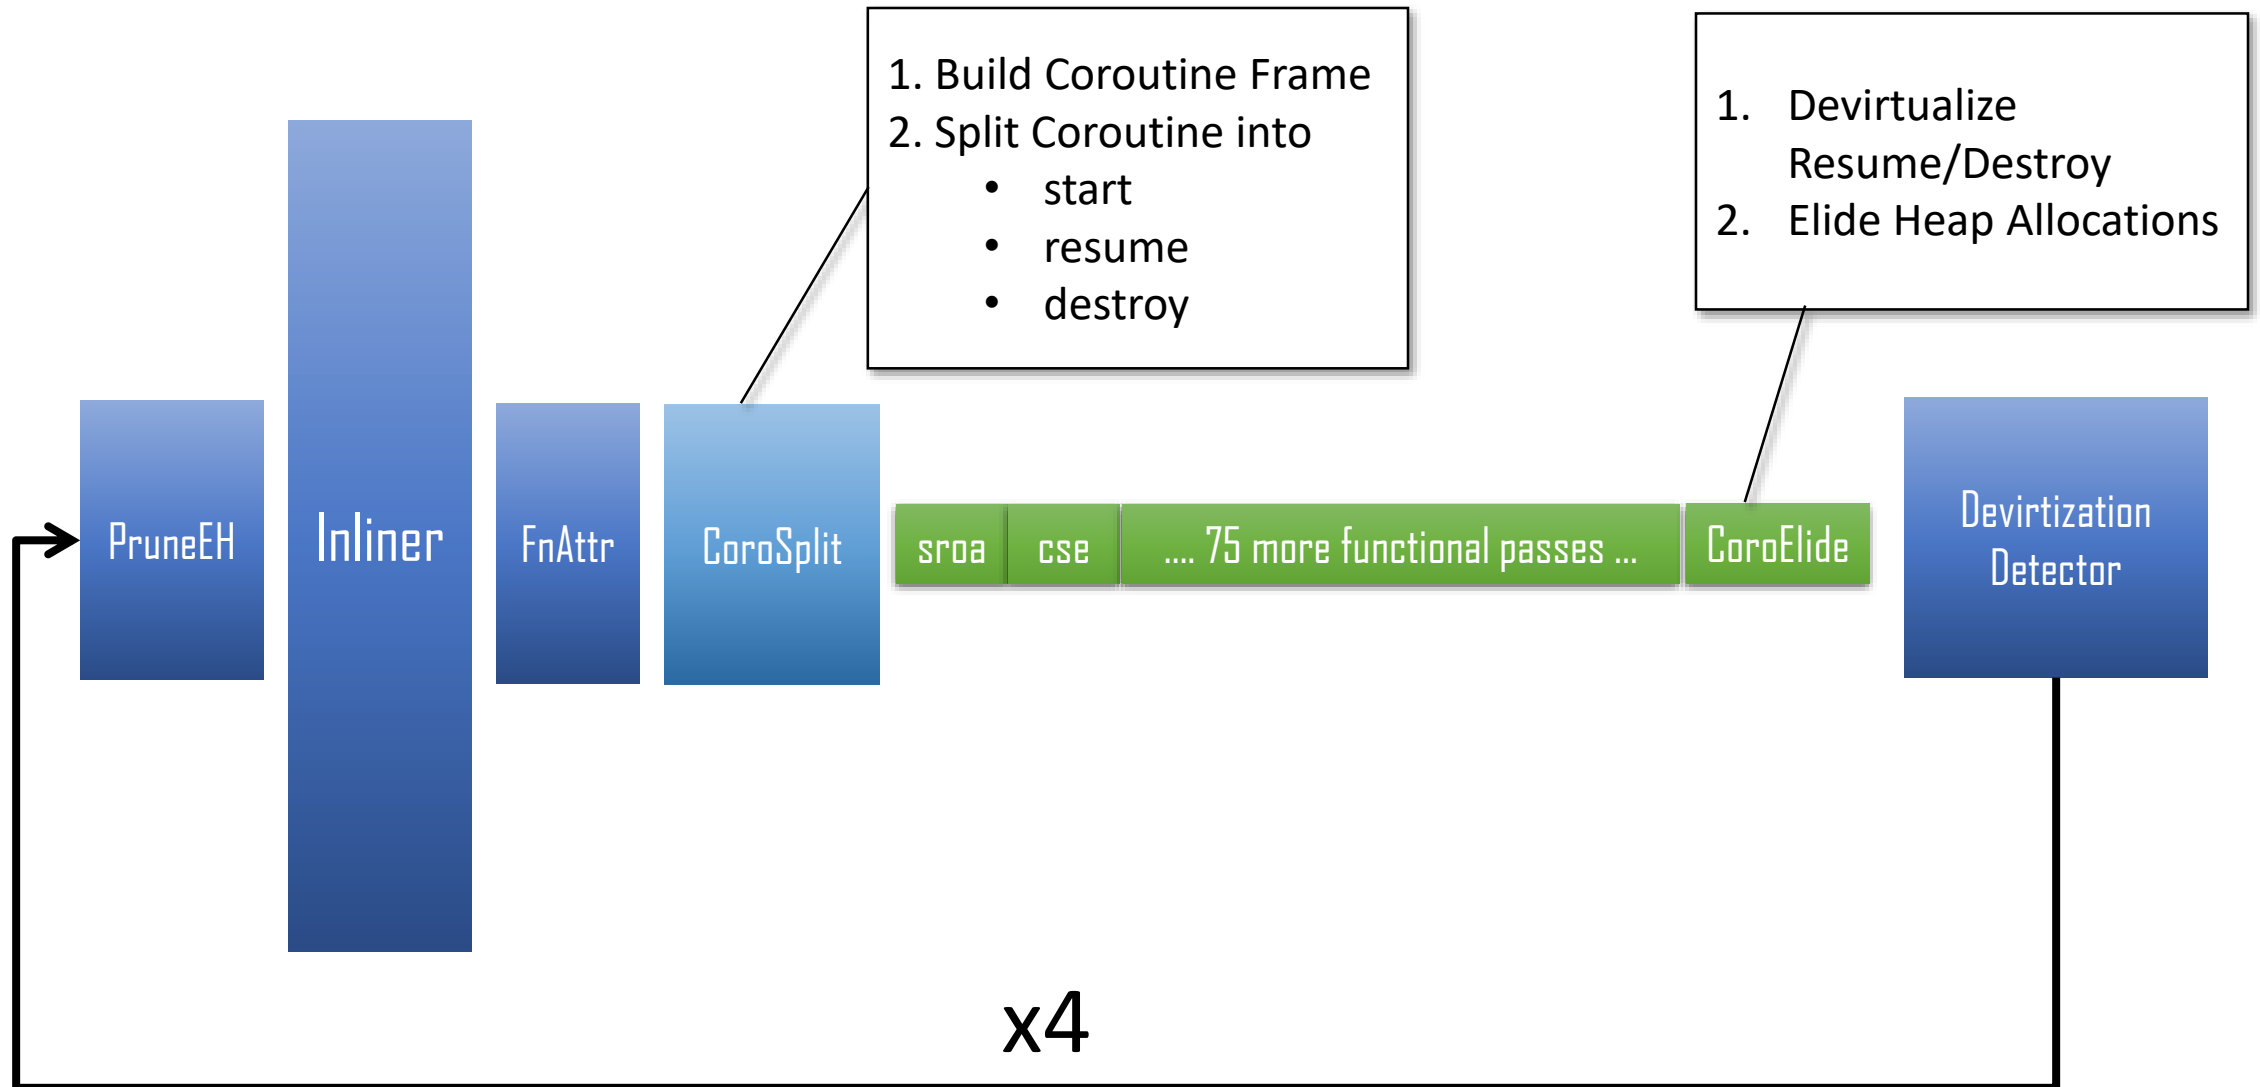 1. Build Coroutine Frame
2. Split Coroutine into
• start
• resume
• destroy
1. Devirtualize
Resume/Destroy
2. Elide Heap Allocations
PruneEH
Inliner
FnAttr
CoroSplit
sroa
cse
.... 75 more functional passes ...
CoroElide
Devirtization
Detector
x4